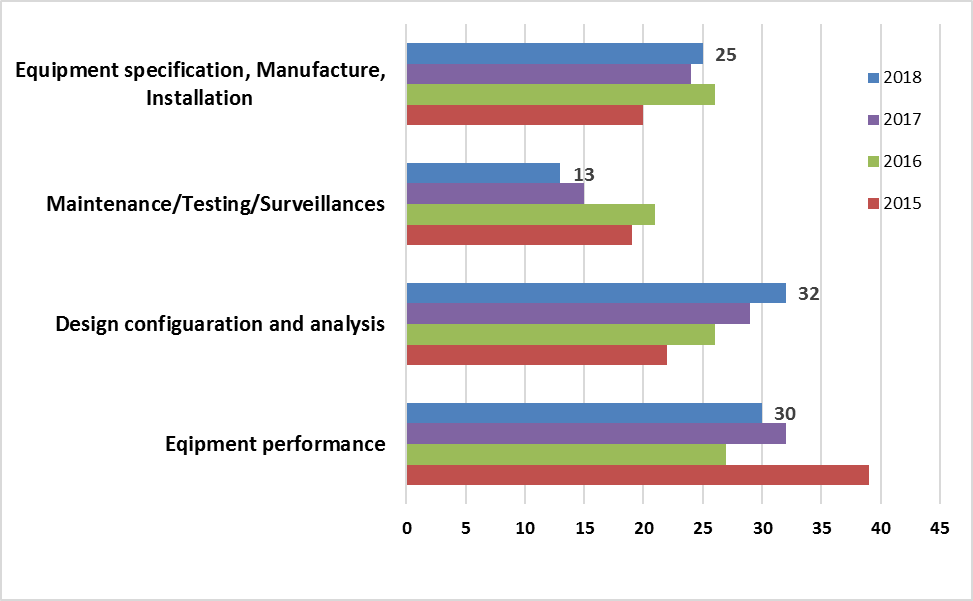 Equipment specification, Manufacture,
Installation
25
2018
2017
2016
2015
Maintenance/Testing/Surveillances
13
Design configuaration and analysis
32
Eqipment performance
30
0 5 10 15 20 25 30 35 40 45